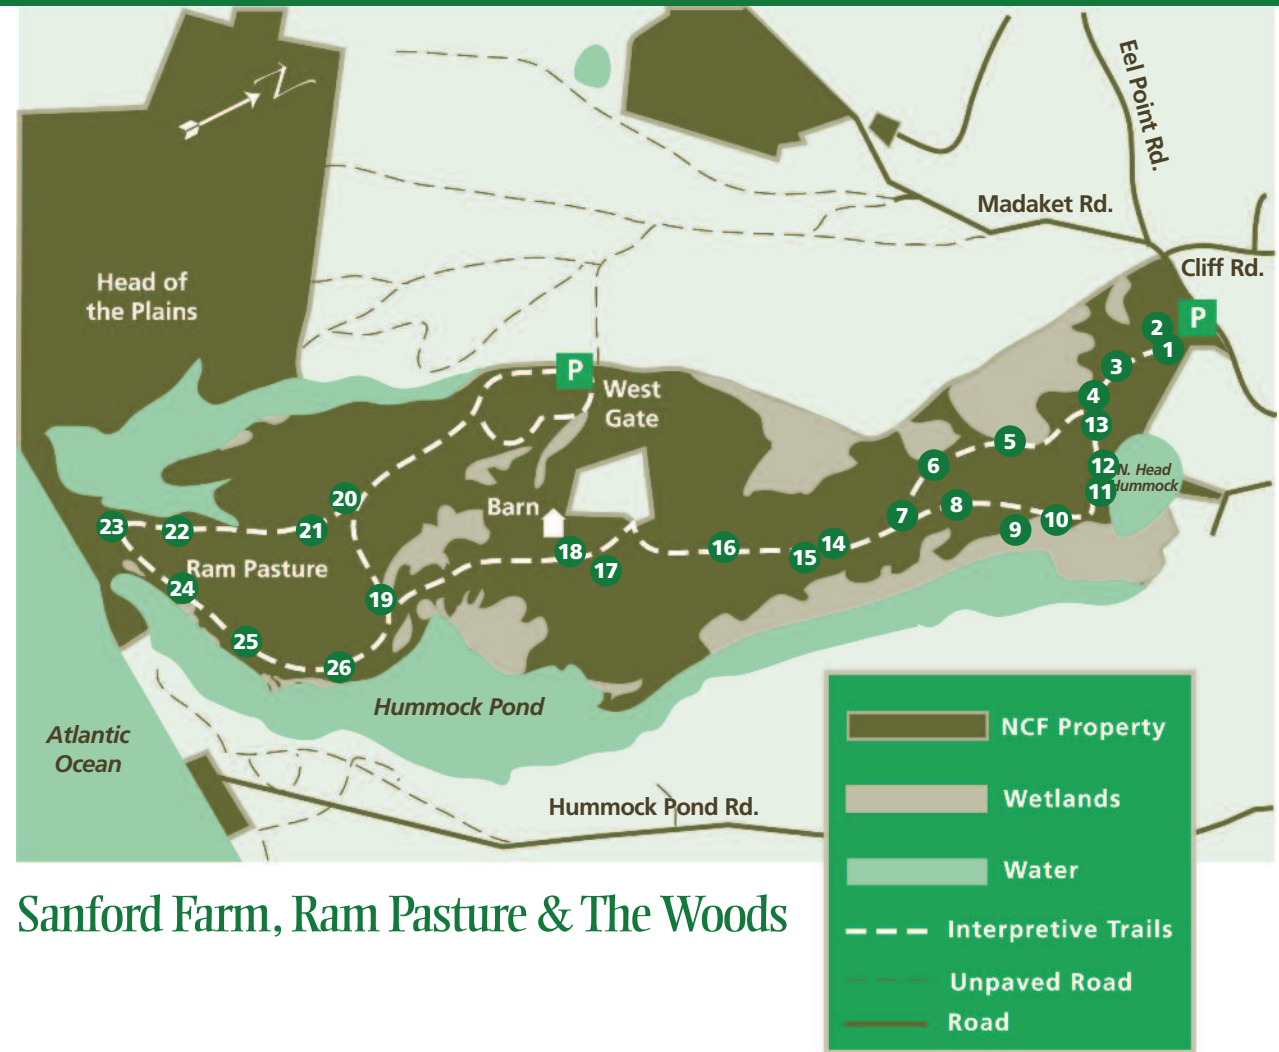 N
Eel Point Rd.
Madaket Rd.
Cliff Rd.
Head of
the Plains
P
2
1
3
4
13
P
West
Gate
5
6
12
N. Head
Hummock
11
20
Barn
8
7
10
9
23
22
21
14
16
15
18
17
Ram Pasture
24
19
25
26
Hummock Pond
Atlantic
Ocean
Hummock Pond Rd.
NCF Property
Wetlands
Water
Interpretive Trails
Unpaved Road
Road
Sanford Farm, Ram Pasture & The Woods